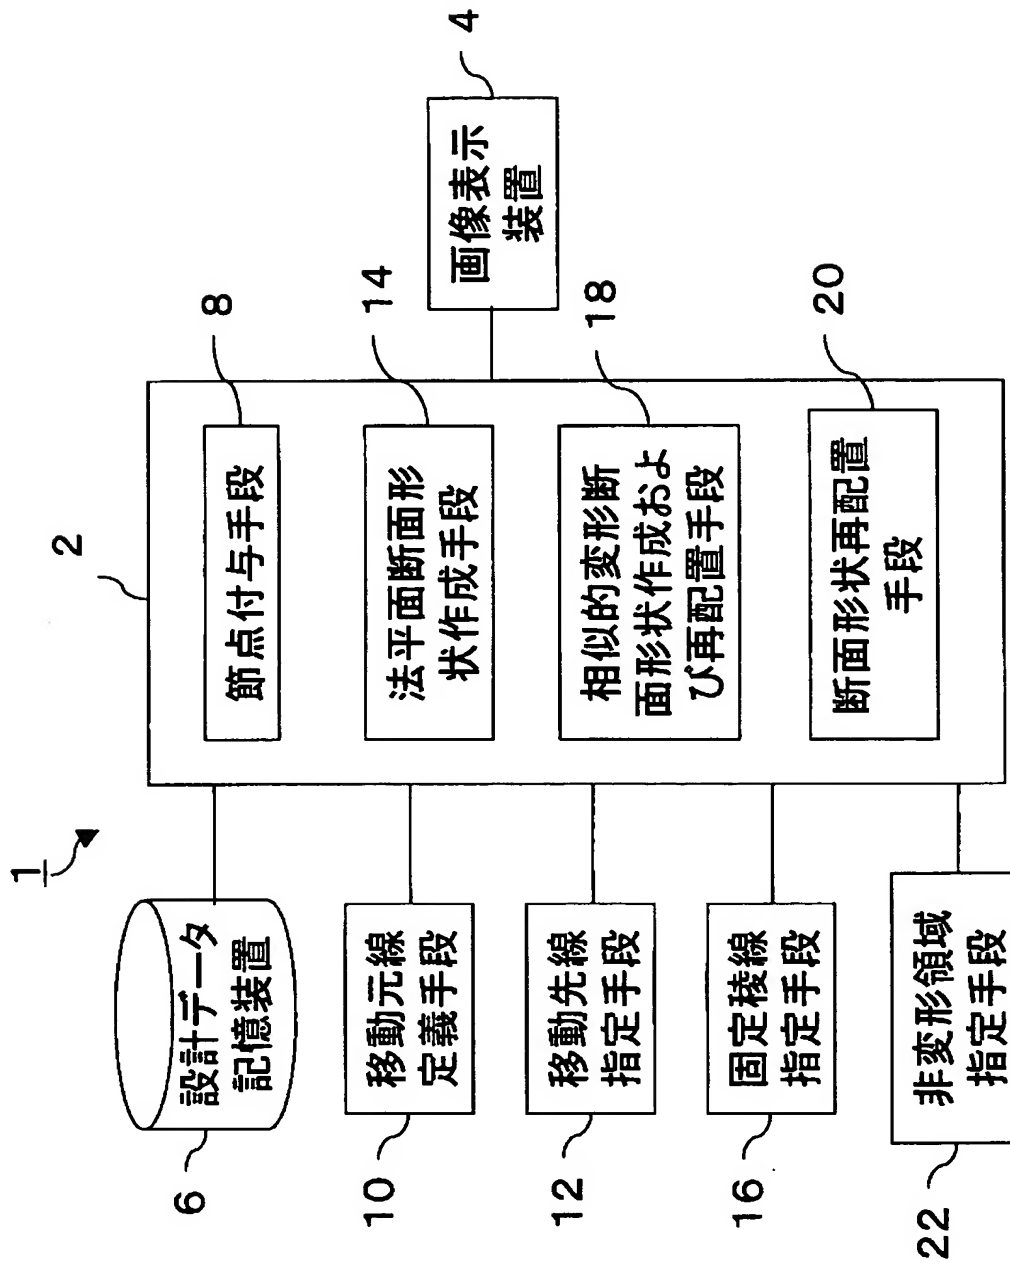 1
2
設計データ
記憶装置
6
移動元線
定義手段
10
移動先線
指定手段
12
固定稜線
指定手段
16
非変形領域
指定手段
22
節点付与手段
8
法平面断面形
状作成手段
14
相似的変形断
面形状作成およ
び再配置手段
18
断面形状再配置
手段
20
画像表示
装置
4